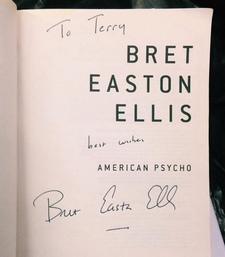 To Terry
BRET
EASTON
ELLIS
best wishes
AMERICAN PSYCHO
Bret Easton Ellis